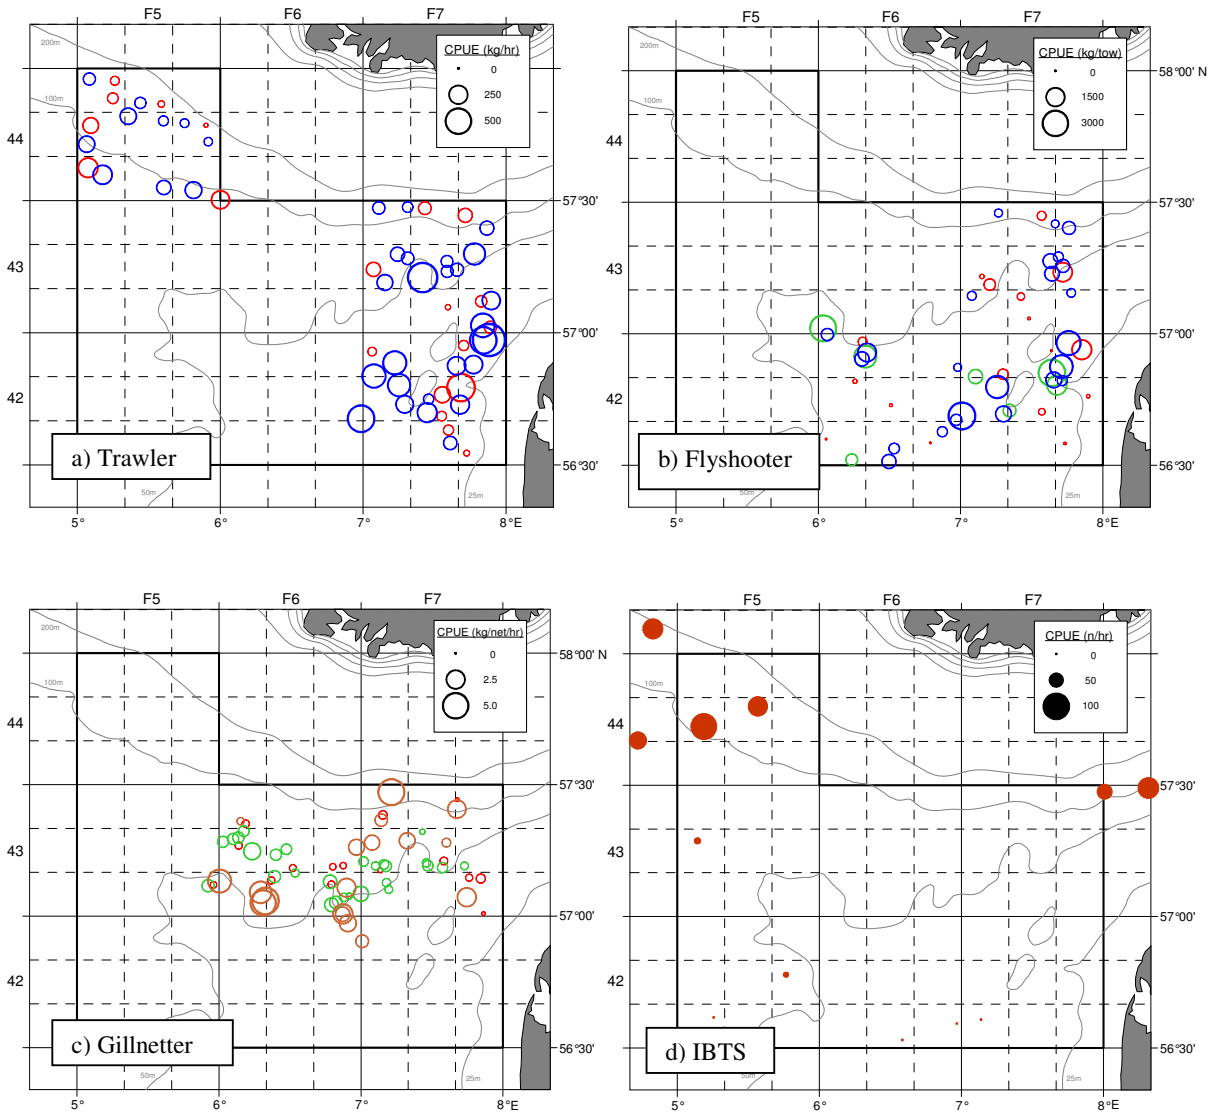 F5 F6 F7
200m
100m
CPUE (kg/hr)
0
250
500
44
57°30'
43
57°00'
42
a) Trawler
56°30'
50m
25m
5° 6° 7° 8°E
F5 F6 F7
200m
100m
CPUE (kg/tow)
0
1500
3000
58°00' N
44
57°30'
43
57°00'
42
b) Flyshooter
56°30'
50m
25m
5° 6° 7° 8°E
F5 F6 F7
200m
100m
CPUE (kg/net/hr)
0
2.5
5.0
58°00' N
44
57°30'
43
57°00'
42
c) Gillnetter
56°30'
50m
25m
5° 6° 7° 8°E
F5 F6 F7
200m
100m
CPUE (n/hr)
0
50
100
58°00' N
44
57°30'
43
57°00'
42
d) IBTS
56°30'
50m
25m
5° 6° 7° 8°E